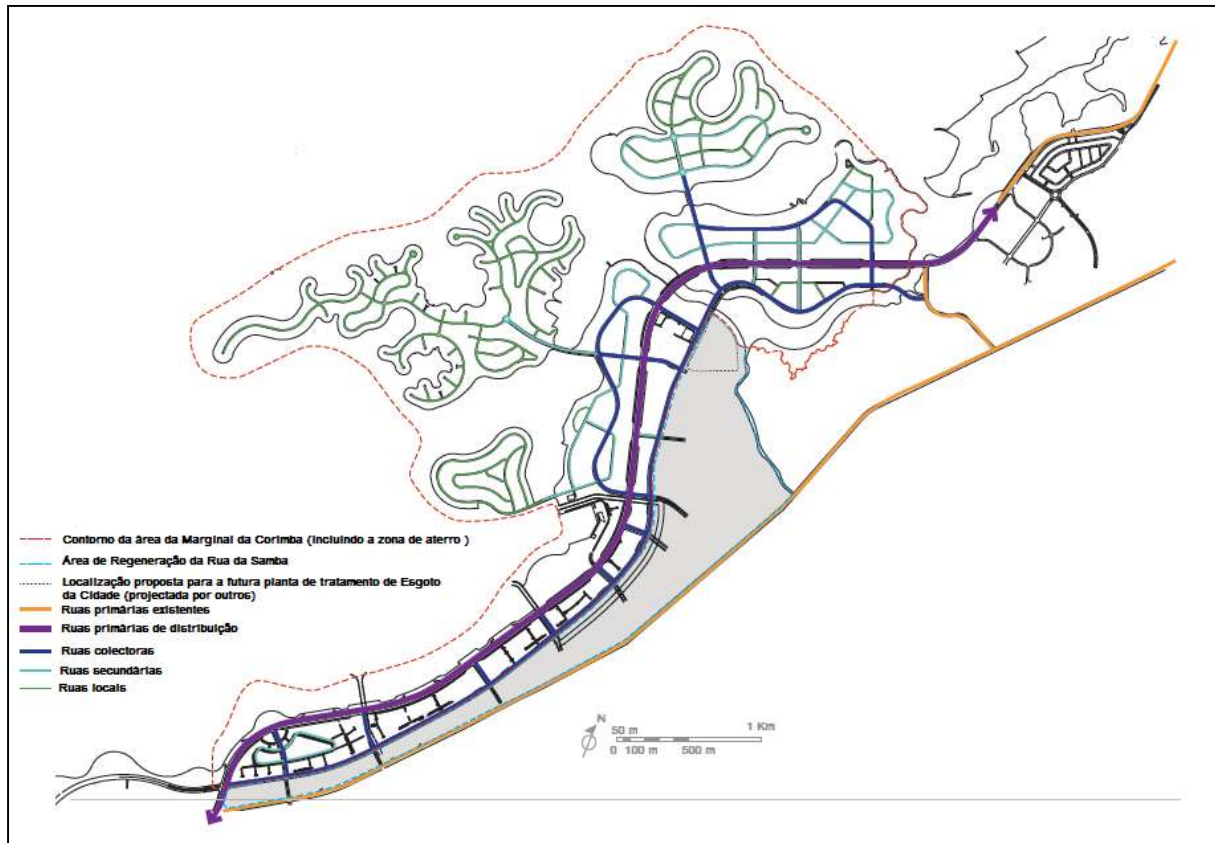 Contorno da área da Marginal da Corimba (incluindo a zona de aterro )
Área de Regeneração da Rua da Samba
Localização proposta para a futura planta de tratamento de Esgoto
da Cidade (projectada por outros)
Ruas primárias existentes
Ruas primárias de distribuição
Ruas colectoras
Ruas secundárias
Ruas locais
N
50 m 1 Km
0 100 m 500 m